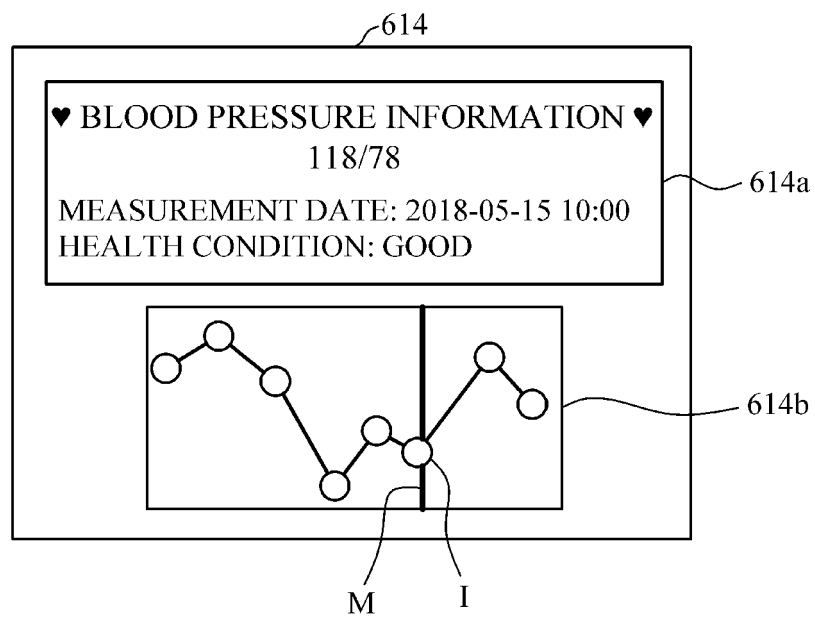 614
♥ BLOOD PRESSURE INFORMATION ♥
118/78
614a
MEASUREMENT DATE: 2018-05-15 10:00
HEALTH CONDITION: GOOD
614b
M
I